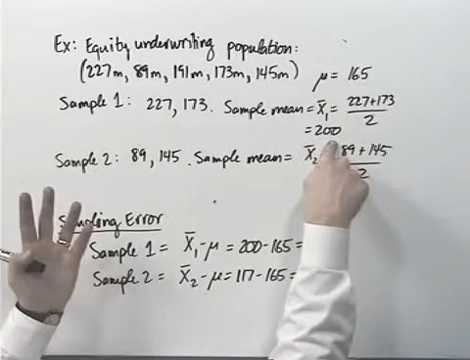 Ex: Equity underwriting population:
(227m, 89m, 191m, 173m, 145m) μ = 165
Sample 1: 227, 173. Sample mean = X̄₁ = 227+173
2
= 200
Sample 2: 89, 145. Sample mean = X̄₂ 89 + 145
2
Error
Sample 1 = X̄₁-μ = 200-165 =
Sample 2 = X̄₂-μ = 117-165 =